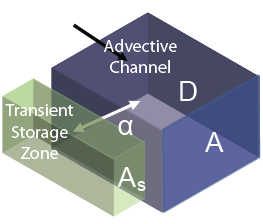 Advective
Channel
D
Transient
Storage
Zone
α
A
As